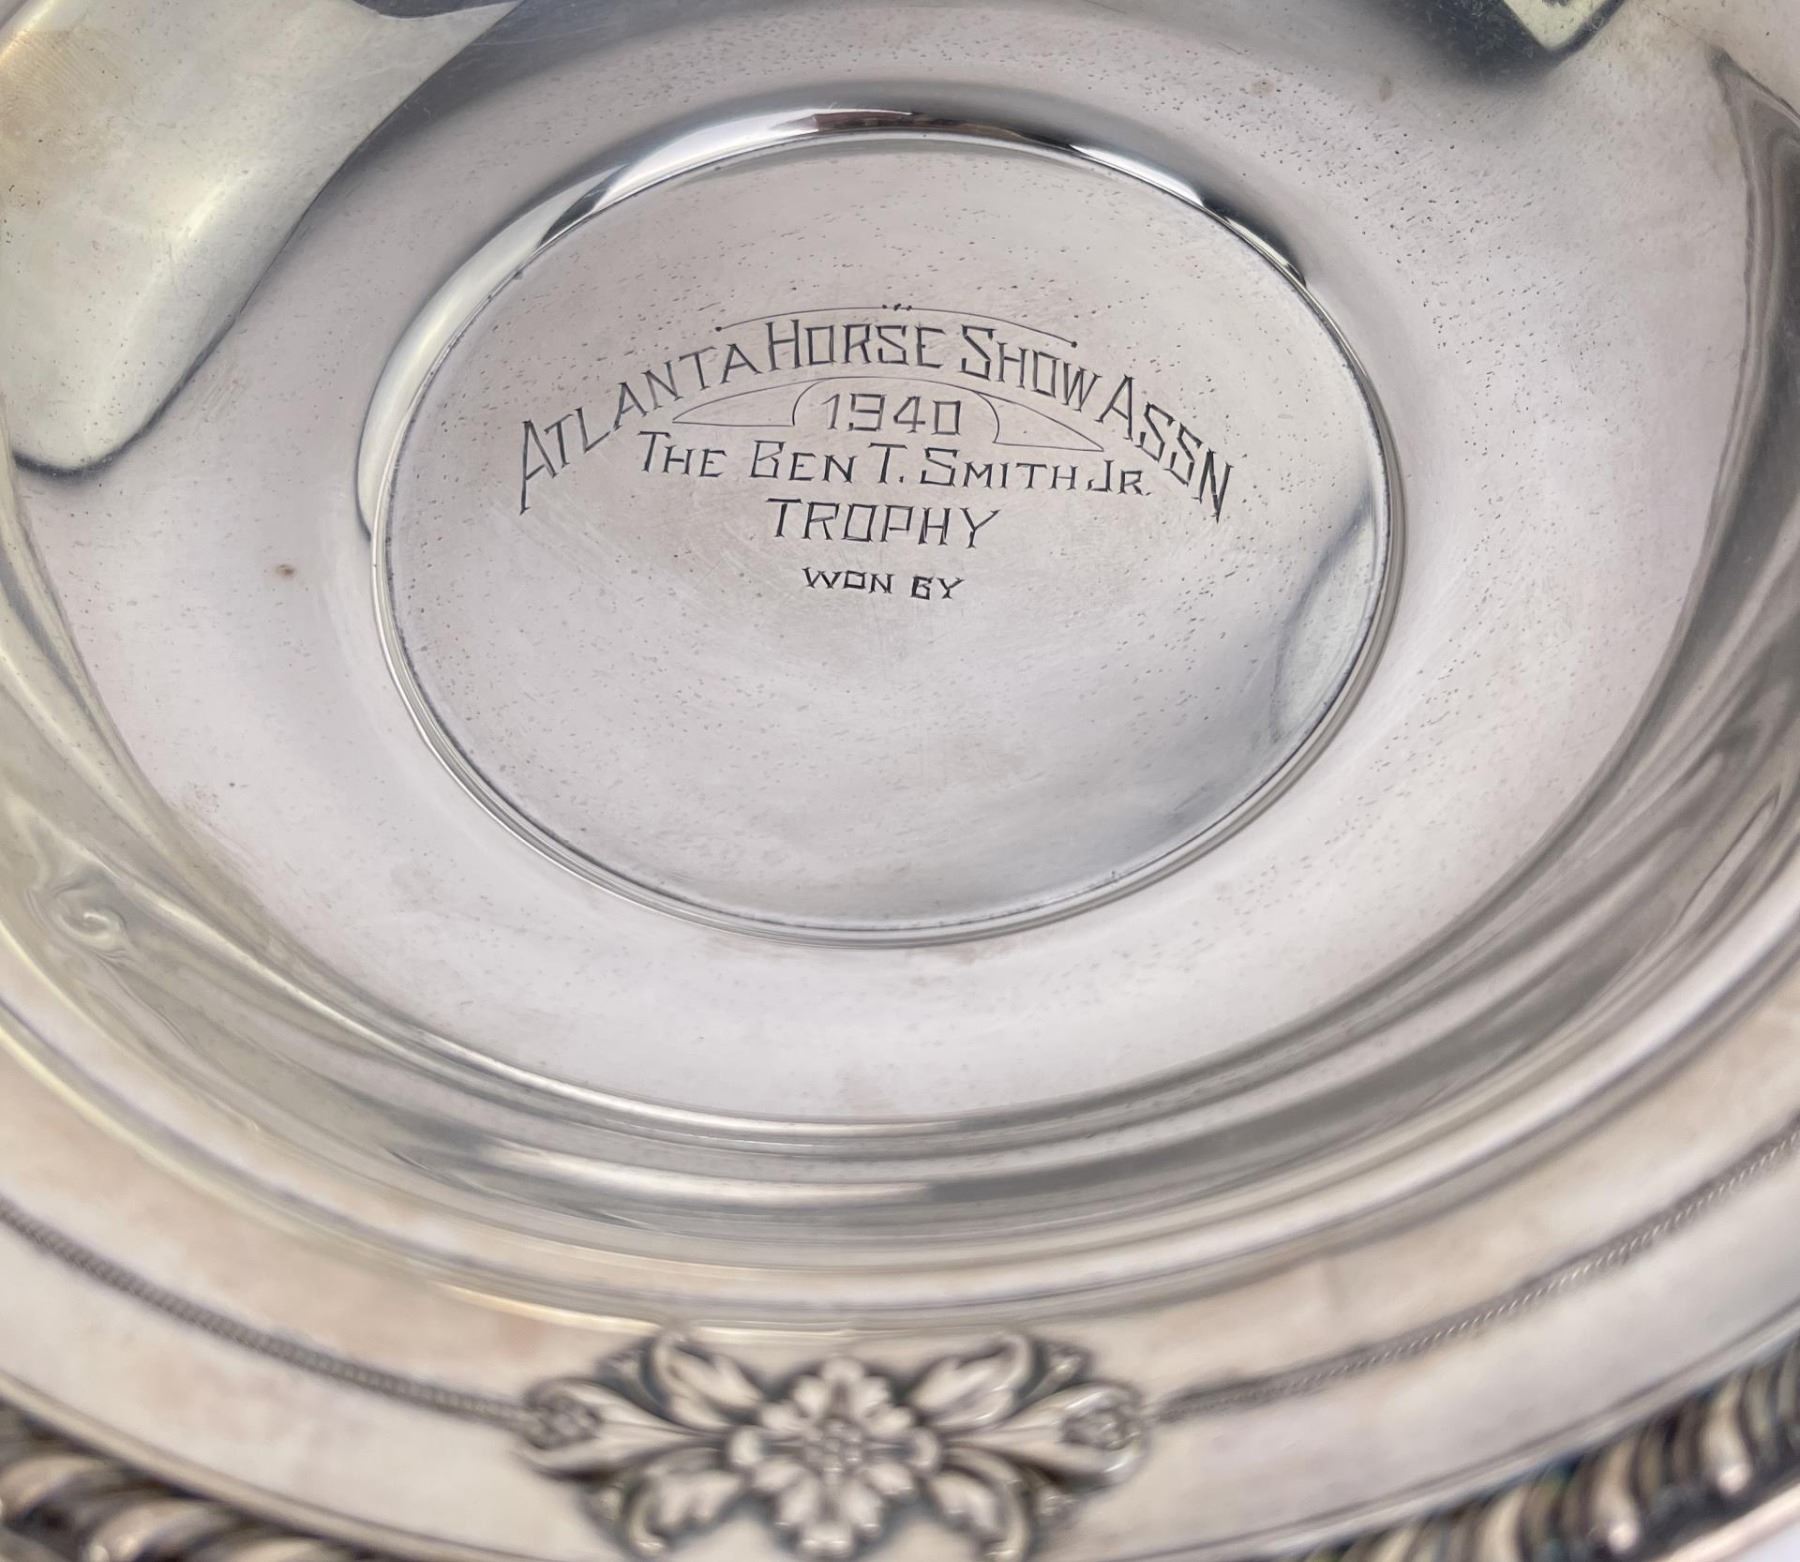 ATLANTA HORSE SHOW ASSN
1940
THE BEN T. SMITH JR.
TROPHY
WON BY